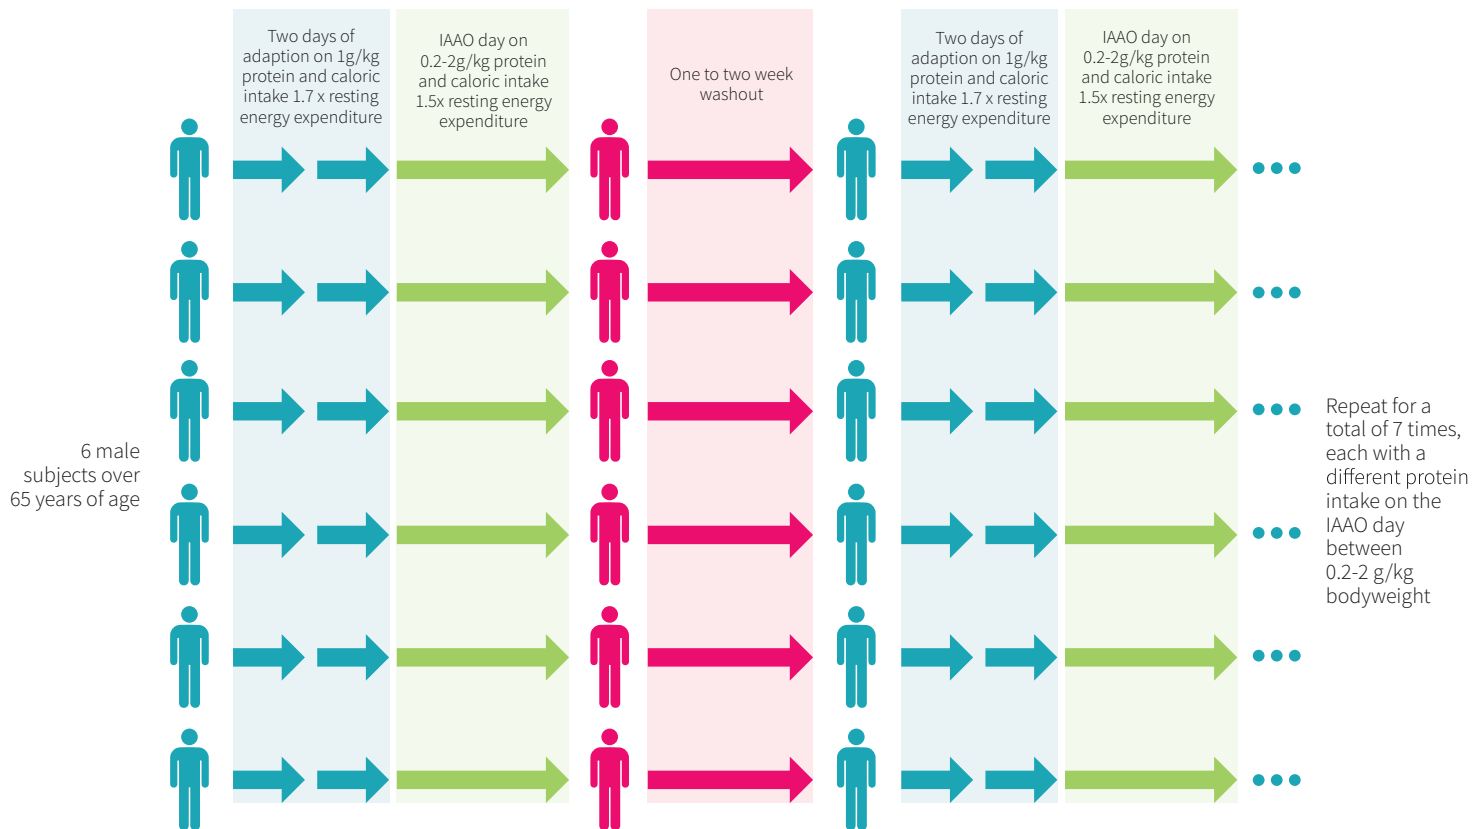 Two days of
adaption on 1g/kg
protein and caloric
intake 1.7 x resting
energy expenditure
IAAO day on
0.2-2g/kg protein
and caloric intake
1.5x resting energy
expenditure
One to two week
washout
Two days of
adaption on 1g/kg
protein and caloric
intake 1.7 x resting
energy expenditure
IAAO day on
0.2-2g/kg protein
and caloric intake
1.5x resting energy
expenditure
6 male
subjects over
65 years of age
Repeat for a
total of 7 times,
each with a
different protein
intake on the
IAAO day
between
0.2-2 g/kg
bodyweight